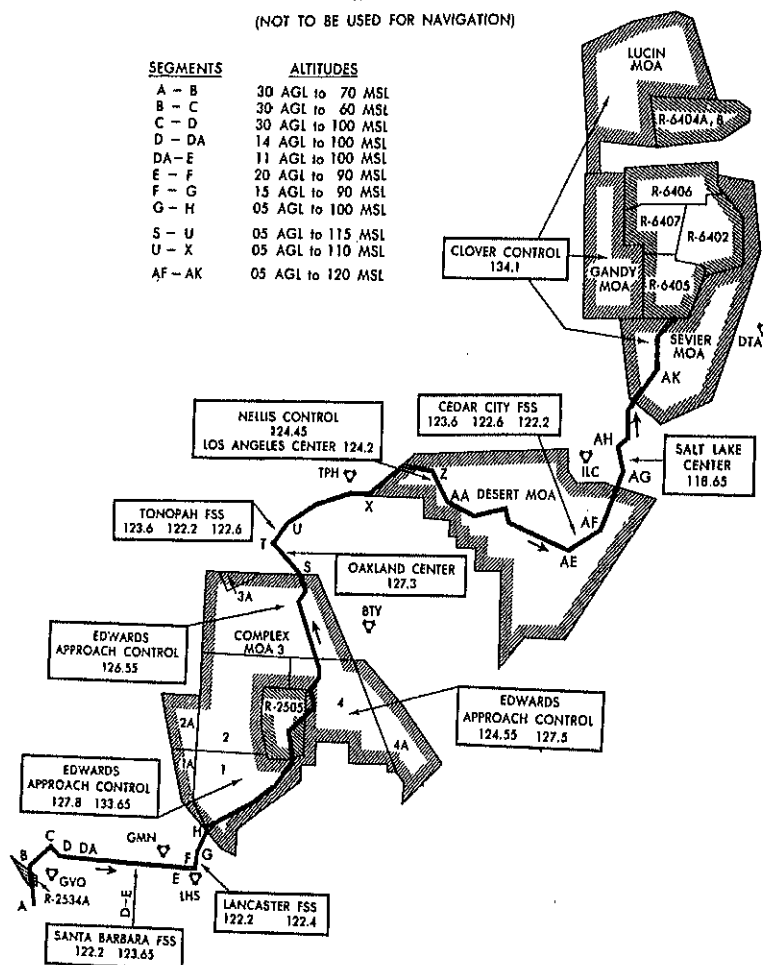 (NOT TO BE USED FOR NAVIGATION)
SEGMENTS ALTITUDES
A – B 30 AGL to 70 MSL
B – C 30 AGL to 60 MSL
C – D 30 AGL to 100 MSL
D – DA 14 AGL to 100 MSL
DA – E 11 AGL to 100 MSL
E – F 20 AGL to 90 MSL
F – G 15 AGL to 90 MSL
G – H 05 AGL to 100 MSL
S – U 05 AGL to 115 MSL
U – X 05 AGL to 110 MSL
AF – AK 05 AGL to 120 MSL
LUCIN
MOA
R-6404A, B
R-6406
R-6407
R-6402
CLOVER CONTROL
134.1
GANDY
MOA
R-6405
SEVIER
MOA
DTA
AK
CEDAR CITY FSS
123.6 122.6 122.2
NELLIS CONTROL
124.45
LOS ANGELES CENTER 124.2
AH
ILC
SALT LAKE
CENTER
118.65
TPH
Z
AG
X
AA
DESERT MOA
TONOPAH FSS
123.6 122.2 122.6
U
AF
T
AE
S
OAKLAND CENTER
127.3
3A
BTY
EDWARDS
APPROACH CONTROL
126.55
COMPLEX
MOA 3
R-2505
4
EDWARDS
APPROACH CONTROL
124.55 127.5
2A
2
4A
1A
1
EDWARDS
APPROACH CONTROL
127.8 133.65
H
C
D DA
GMN
G
F
B
E
GVO
LHS
R-2534A
A
D-E
LANCASTER FSS
122.2 122.4
SANTA BARBARA FSS
122.2 123.65